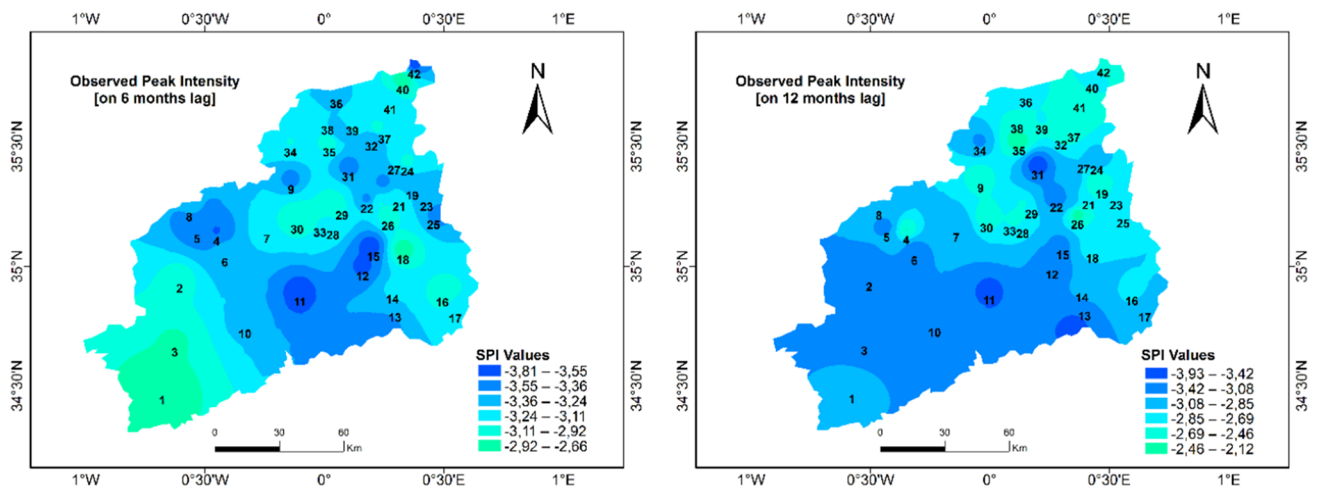 1°W 0°30'W 0° 0°30'E 1°E
Observed Peak Intensity
[on 6 months lag]
N
35°30'N
35°N
34°30'N
42
40
36
41
38 39
37
32
34
35
27 24
31
9
19
21
23
22
29
8
25
26
30
33 28
7
5 4
15
18
6
12
2
11
14
16
13
17
10
3
1
SPI Values
-3,81 – -3,55
-3,55 – -3,36
-3,36 – -3,24
-3,24 – -3,11
-3,11 – -2,92
-2,92 – -2,66
0 30 60
Km
35°30'N
35°N
34°30'N
1°W 0°30'W 0° 0°30'E 1°E
1°W 0°30'W 0° 0°30'E 1°E
Observed Peak Intensity
[on 12 months lag]
N
35°30'N
35°N
34°30'N
42
40
36
41
38 39
37
32
34
35
27 24
31
9
19
21 23
22
29
8
25
26
30
33 28
7
5 4
15
18
6
12
2
11
14
16
13
17
10
3
1
SPI Values
-3,93 – -3,42
-3,42 – -3,08
-3,08 – -2,85
-2,85 – -2,69
-2,69 – -2,46
-2,46 – -2,12
0 30 60
Km
35°30'N
35°N
34°30'N
1°W 0°30'W 0° 0°30'E 1°E